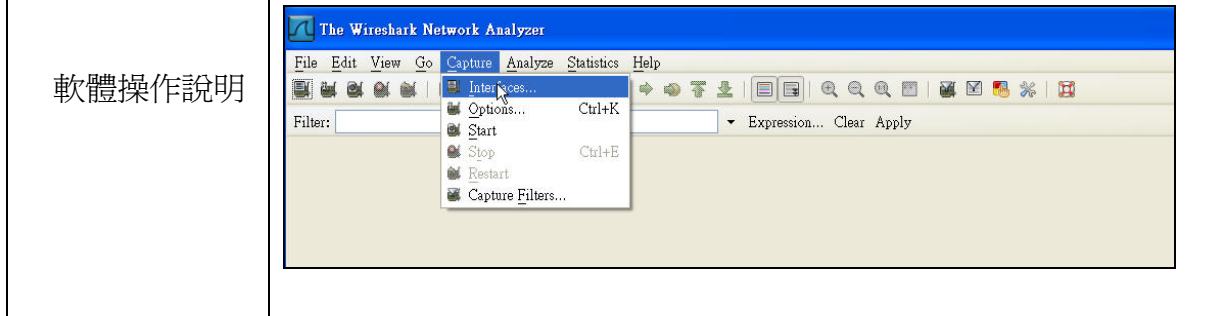 軟體操作說明
The Wireshark Network Analyzer
File Edit View Go Capture Analyze Statistics Help
Interfaces...
Options... Ctrl+K
Start
Stop Ctrl+E
Restart
Capture Filters...
Filter: Expression... Clear Apply